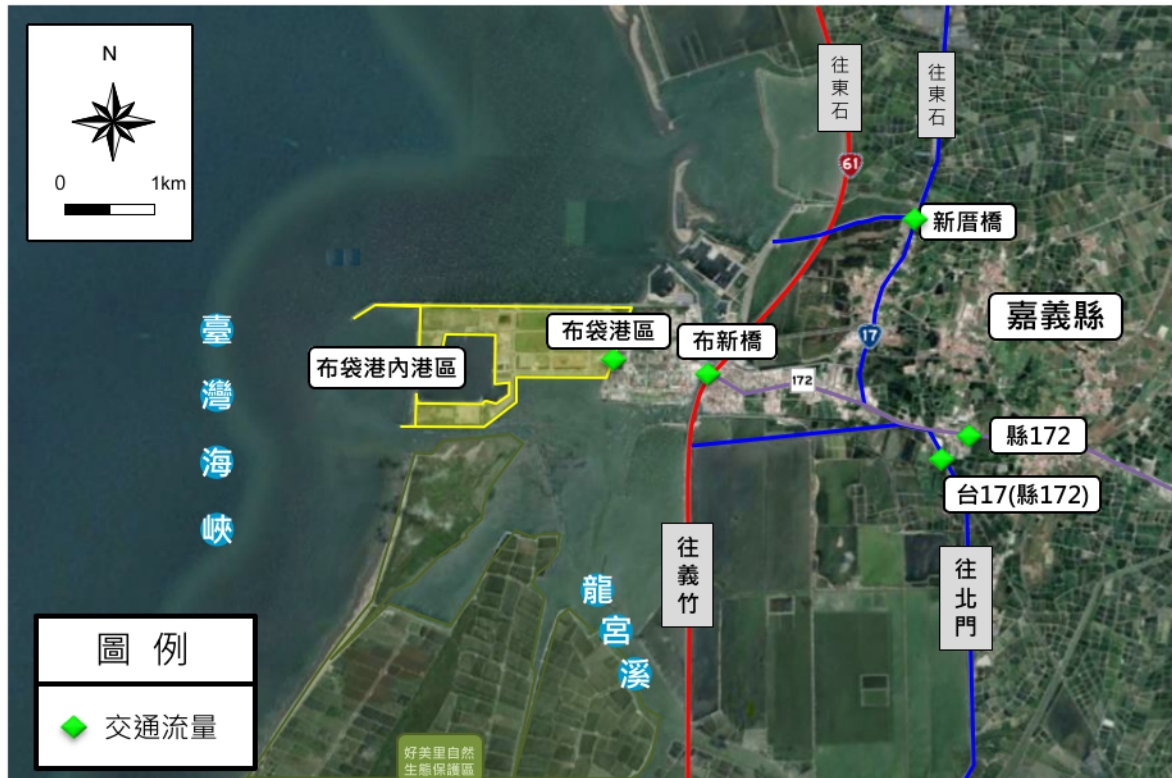 N
0 1km
往東石
往東石
61
新厝橋
嘉義縣
布袋港區
布新橋
17
布袋港內港區
172
縣172
台17(縣172)
臺灣海峽
往義竹
往北門
龍宮溪
圖例
交通流量
好美里自然
生態保護區